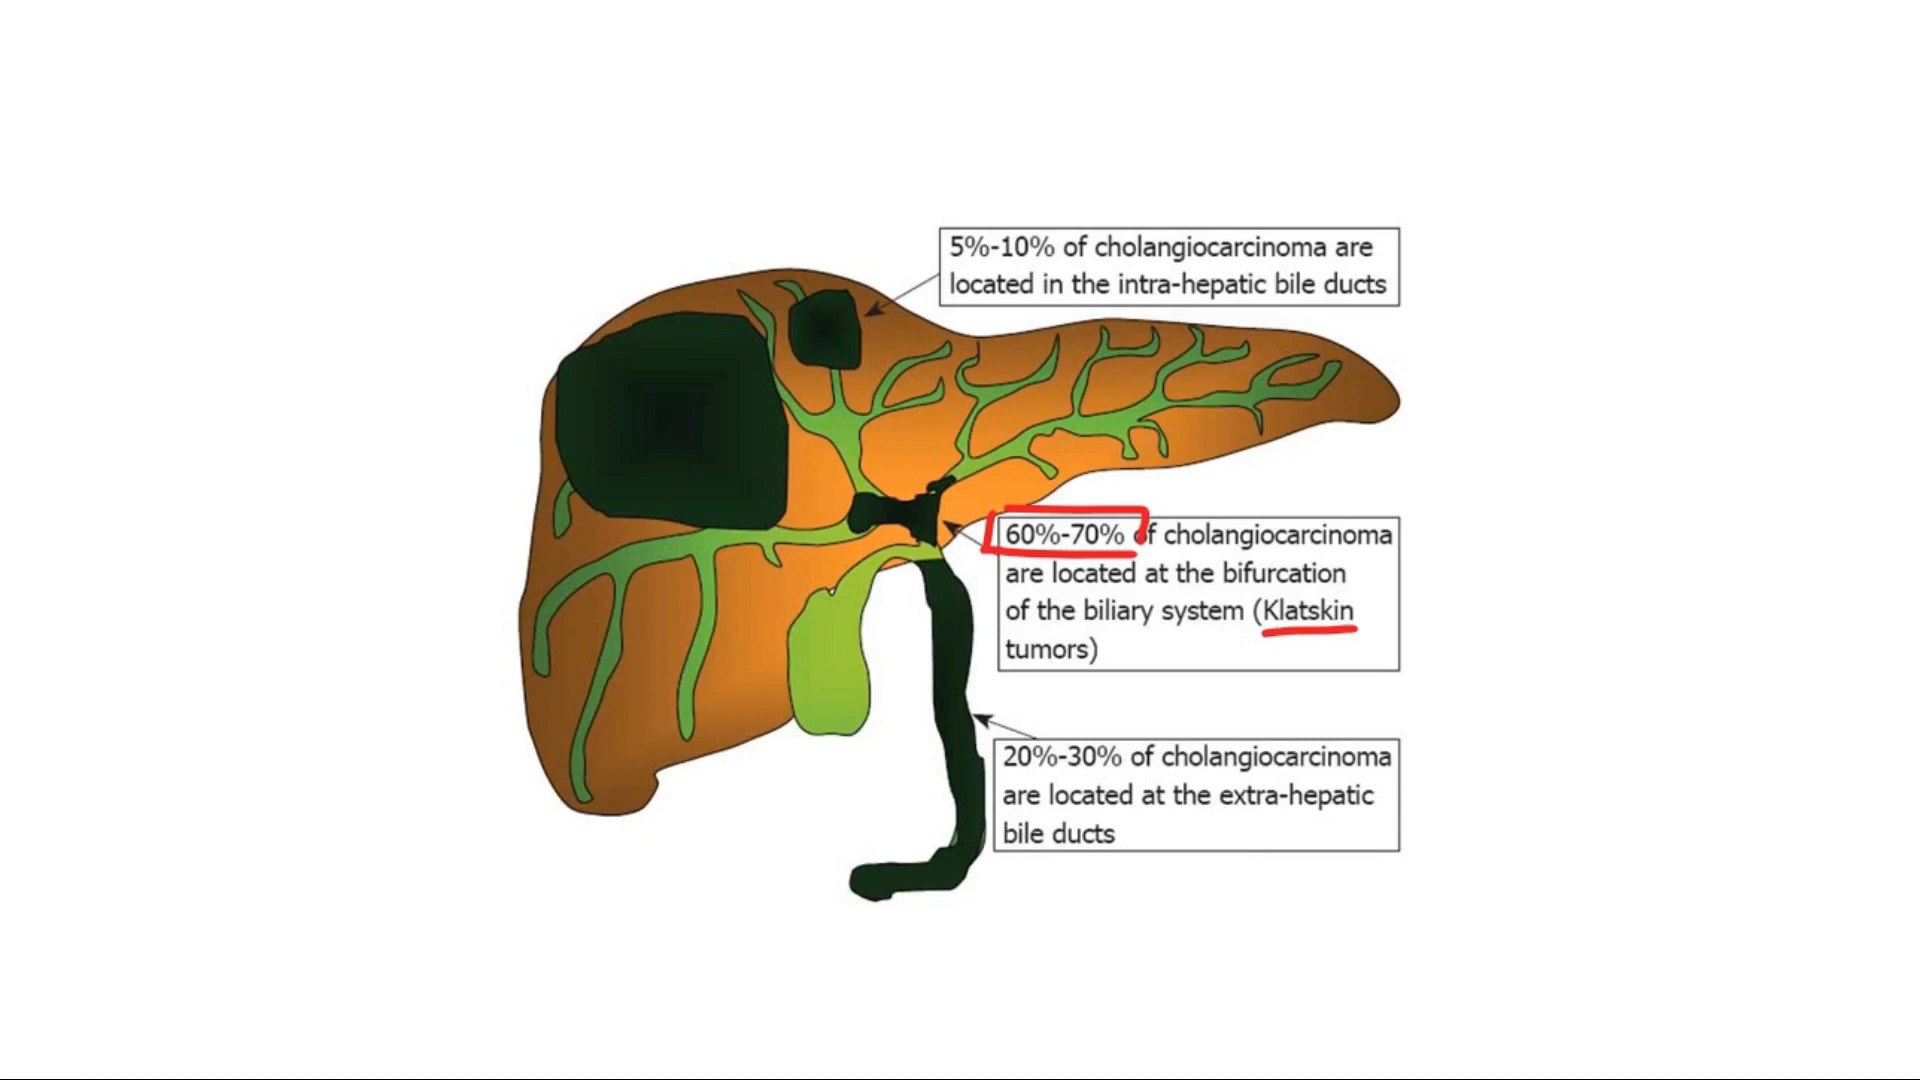 5%-10% of cholangiocarcinoma are
located in the intra-hepatic bile ducts
60%-70% of cholangiocarcinoma
are located at the bifurcation
of the biliary system (Klatskin
tumors)
20%-30% of cholangiocarcinoma
are located at the extra-hepatic
bile ducts